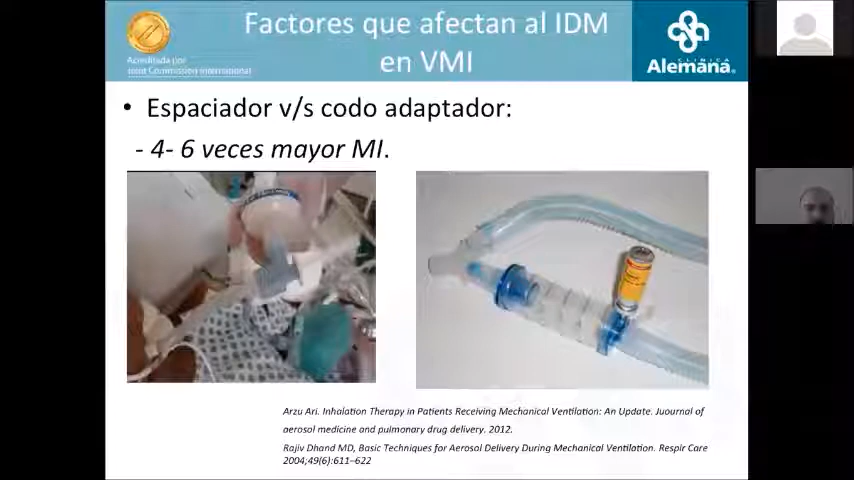 Factores que afectan al IDM
en VMI
Acreditada por
Joint Commission International
CLINICA
Alemana.
• Espaciador v/s codo adaptador:
- 4- 6 veces mayor MI.
Arzu Ari. Inhalation Therapy in Patients Receiving Mechanical Ventilation: An Update. Juournal of
aerosol medicine and pulmonary drug delivery. 2012.
Rajiv Dhand MD, Basic Techniques for Aerosol Delivery During Mechanical Ventilation. Respir Care
2004;49(6):611–622